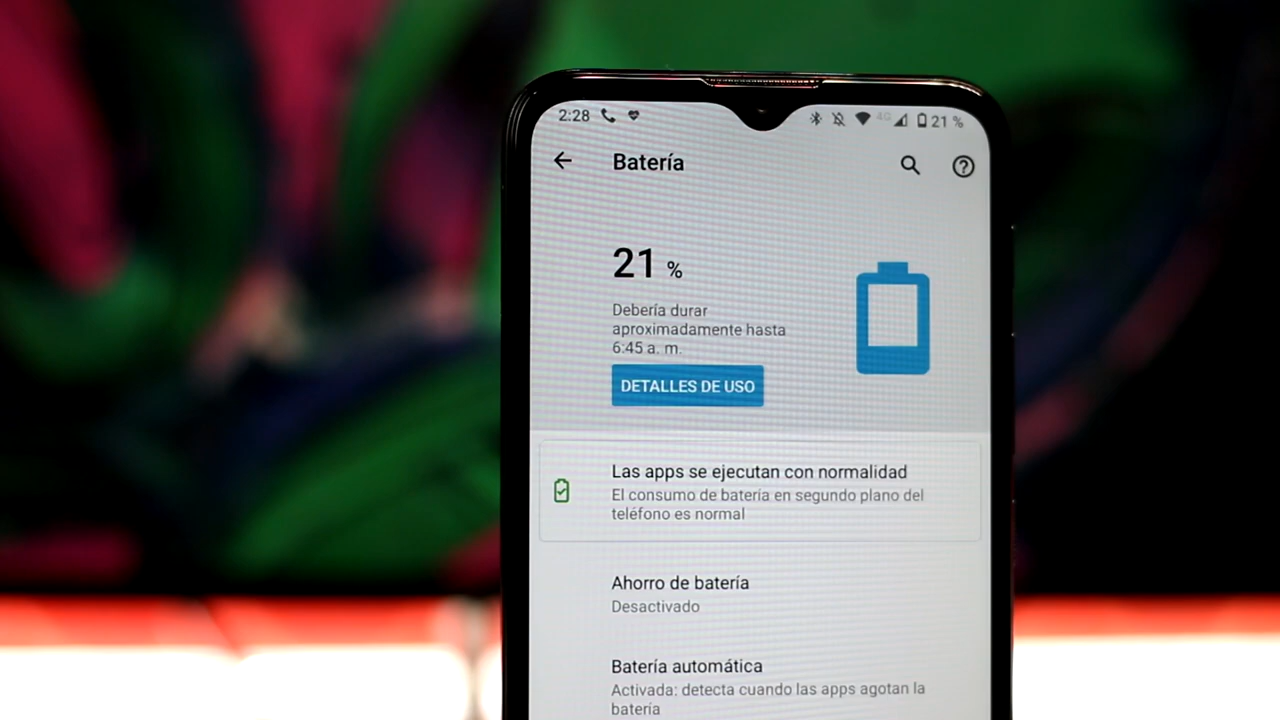 2:28 4G 21 %
Batería
21 %
Debería durar
aproximadamente hasta
6:45 a. m.
DETALLES DE USO
Las apps se ejecutan con normalidad
El consumo de batería en segundo plano del
teléfono es normal
Ahorro de batería
Desactivado
Batería automática
Activada: detecta cuando las apps agotan la
batería